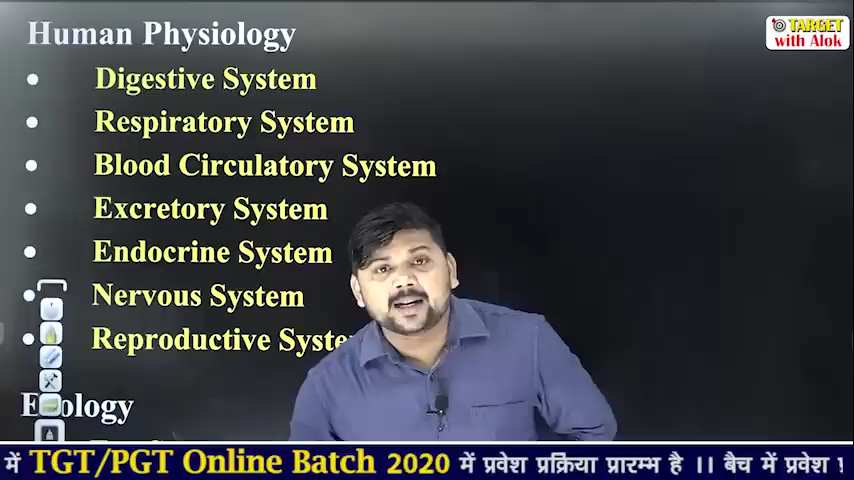 Human Physiology
TARGET
with Alok
• Digestive System
• Respiratory System
• Blood Circulatory System
• Excretory System
• Endocrine System
• Nervous System
• Reproductive
में TGT/PGT Online Batch 2020 में प्रवेश प्रक्रिया प्रारम्भ है ।। बैच में प्रवेश